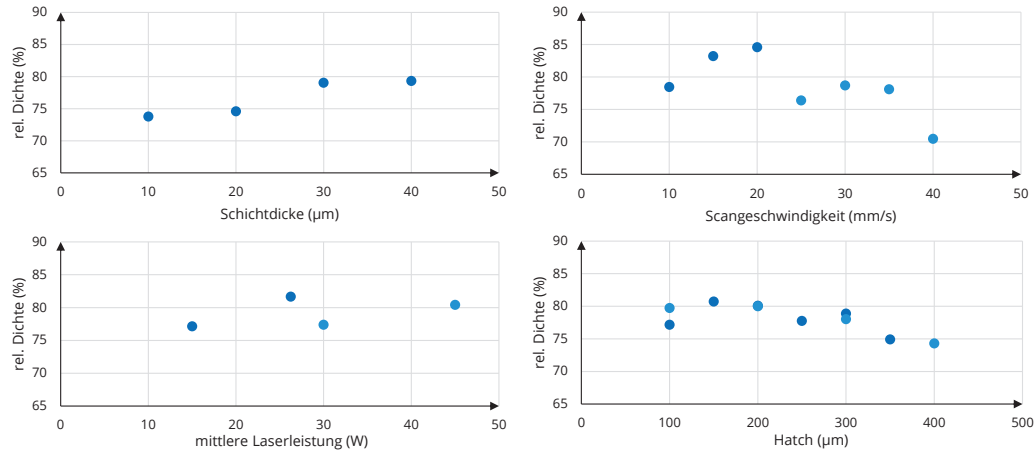 90
85
80
75
70
65
rel. Dichte (%)
0 10 20 30 40 50
Schichtdicke (µm)
90
85
80
75
70
65
rel. Dichte (%)
0 10 20 30 40 50
Scangeschwindigkeit (mm/s)
90
85
80
75
70
65
rel. Dichte (%)
0 10 20 30 40 50
mittlere Laserleistung (W)
90
85
80
75
70
65
rel. Dichte (%)
0 100 200 300 400 500
Hatch (µm)